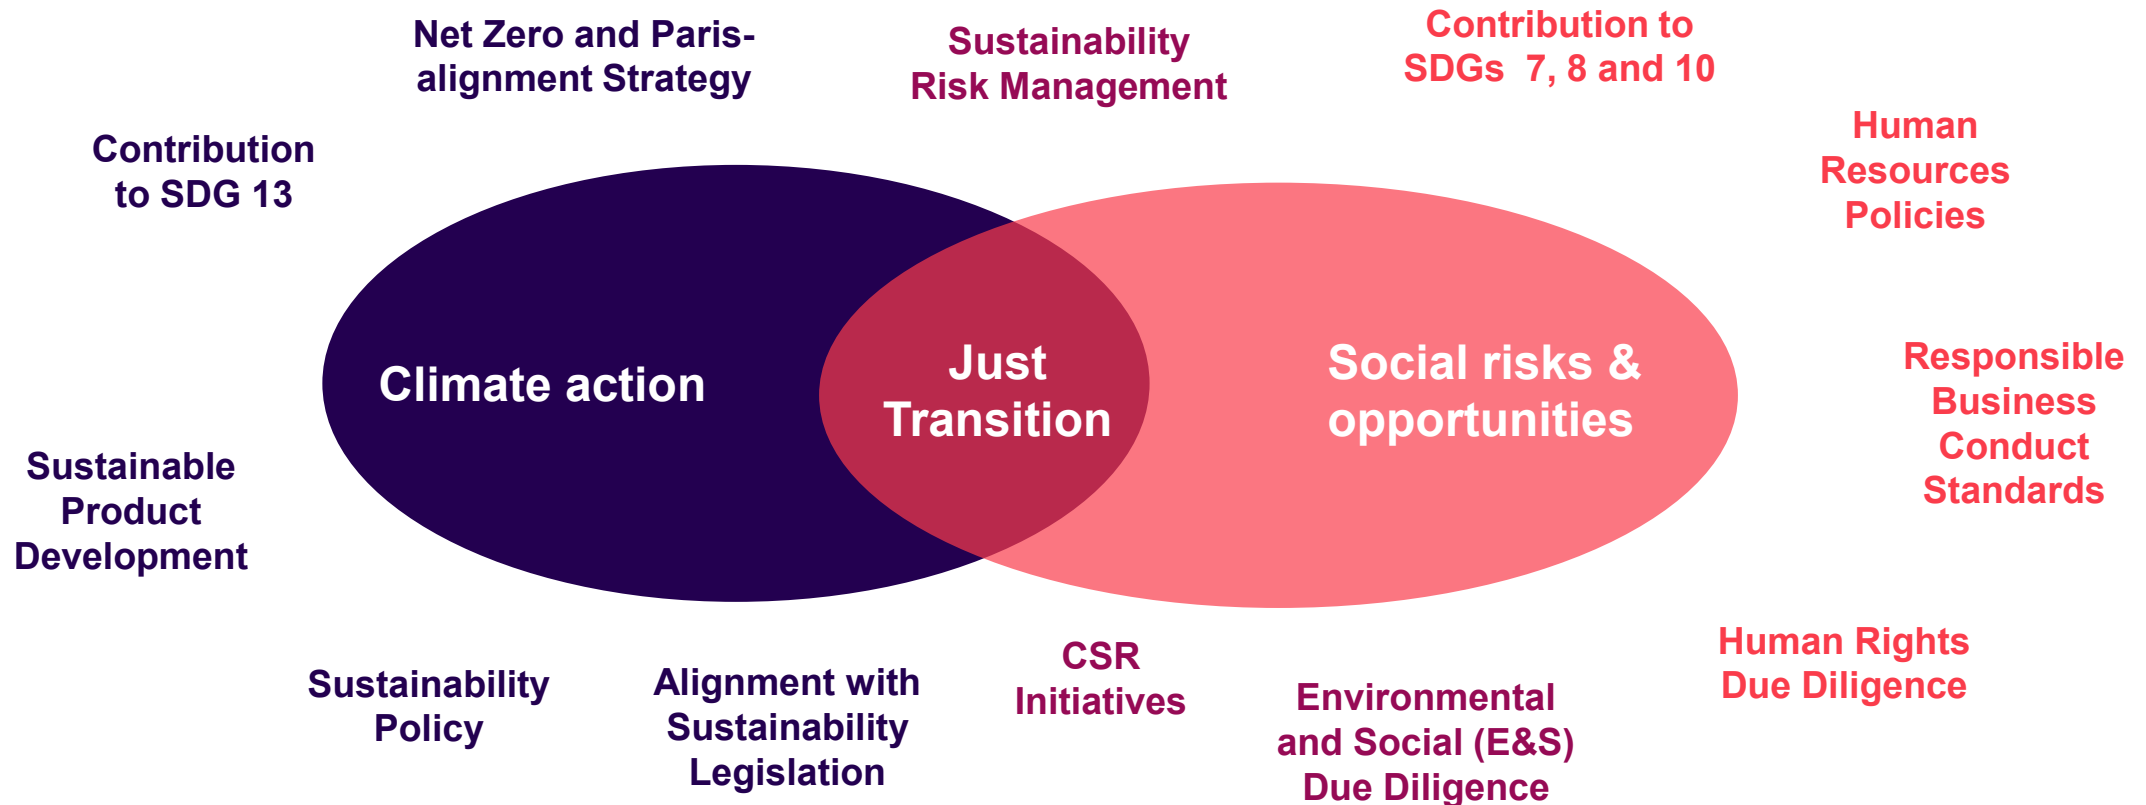 Net Zero and Paris-
alignment Strategy
Sustainability
Risk Management
Contribution to
SDGs  7, 8 and 10
Contribution
to SDG 13
Human
Resources
Policies
Climate action
Just
Transition
Social risks &
opportunities
Responsible
Business
Conduct
Standards
Sustainable
Product
Development
Sustainability
Policy
Alignment with
Sustainability
Legislation
CSR
Initiatives
Environmental
and Social (E&S)
Due Diligence
Human Rights
Due Diligence